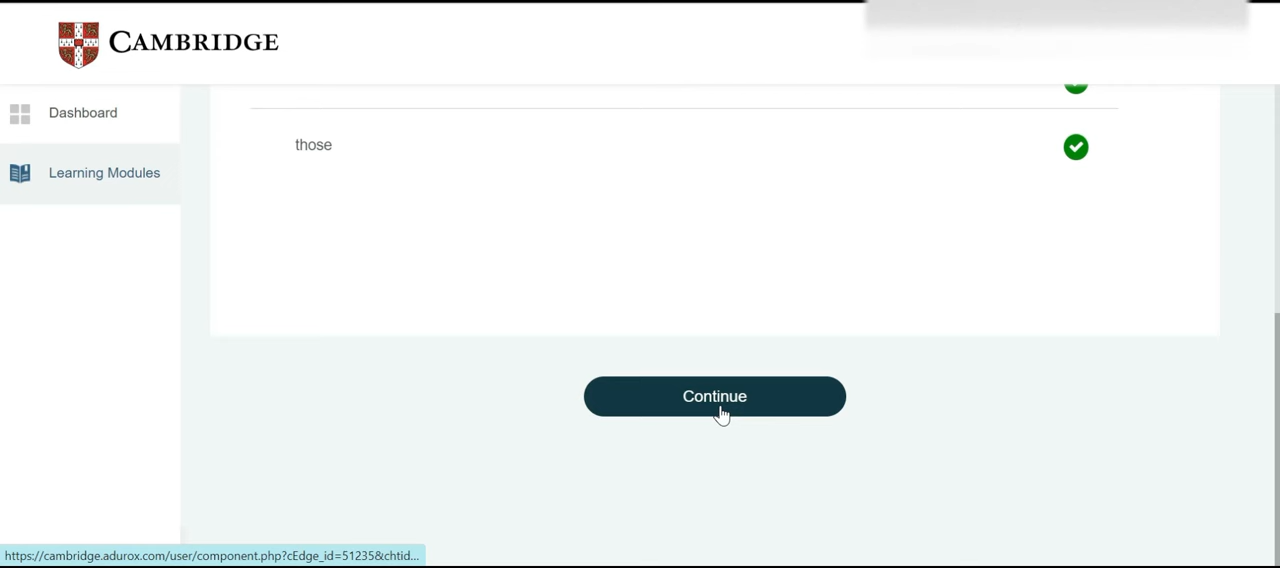 CAMBRIDGE
Dashboard
those
Learning Modules
Continue
https://cambridge.adurox.com/user/component.php?cEdge_id=51235&chtid...